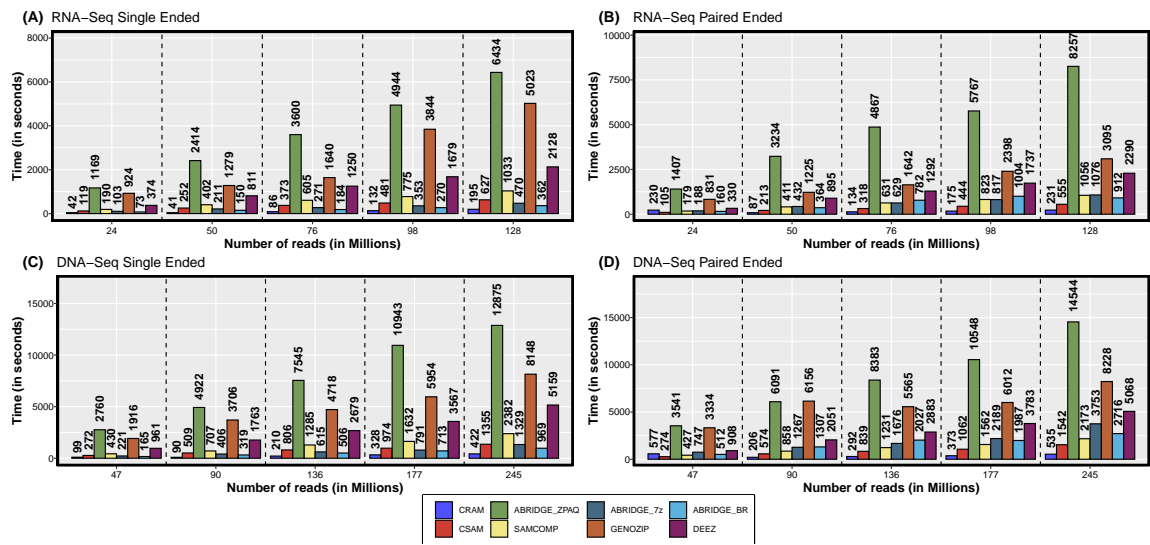 (A) RNA−Seq Single Ended
Time (in seconds)
8000
6000
4000
2000
0
42 119 1169 190 103 924 73 374
41 252 2414 402 211 1279 150 811
86 373 3600 605 271 1640 184 1250
132 481 4944 775 353 3844 270 1679
195 627 6434 1033 470 5023 362 2128
24 50 76 98 128
Number of reads (in Millions)
(B) RNA−Seq Paired Ended
Time (in seconds)
10000
7500
5000
2500
0
230 105 1407 179 188 831 160 330
87 213 3234 411 432 1225 364 895
134 318 4867 631 629 1642 782 1292
175 444 5767 823 817 2398 1004 1737
231 555 8257 1056 1076 3095 912 2290
24 50 76 98 128
Number of reads (in Millions)
(C) DNA−Seq Single Ended
Time (in seconds)
15000
10000
5000
0
99 272 2760 430 221 1916 165 961
90 509 4922 707 406 3706 319 1763
210 806 7545 1285 615 4718 506 2679
328 974 10943 1632 791 5954 713 3567
422 1355 12875 2382 1329 8148 969 5159
47 90 136 177 245
Number of reads (in Millions)
(D) DNA−Seq Paired Ended
Time (in seconds)
15000
10000
5000
0
577 274 3541 427 747 3334 512 908
206 574 6091 858 1267 6156 1307 2051
292 839 8383 1231 1676 5565 2027 2883
373 1062 10548 1562 2189 6012 1987 3783
535 1542 14544 2173 3753 8228 2716 5068
47 90 136 177 245
Number of reads (in Millions)
CRAM ABRIDGE_ZPAQ ABRIDGE_7z ABRIDGE_BR
CSAM SAMCOMP GENOZIP DEEZ